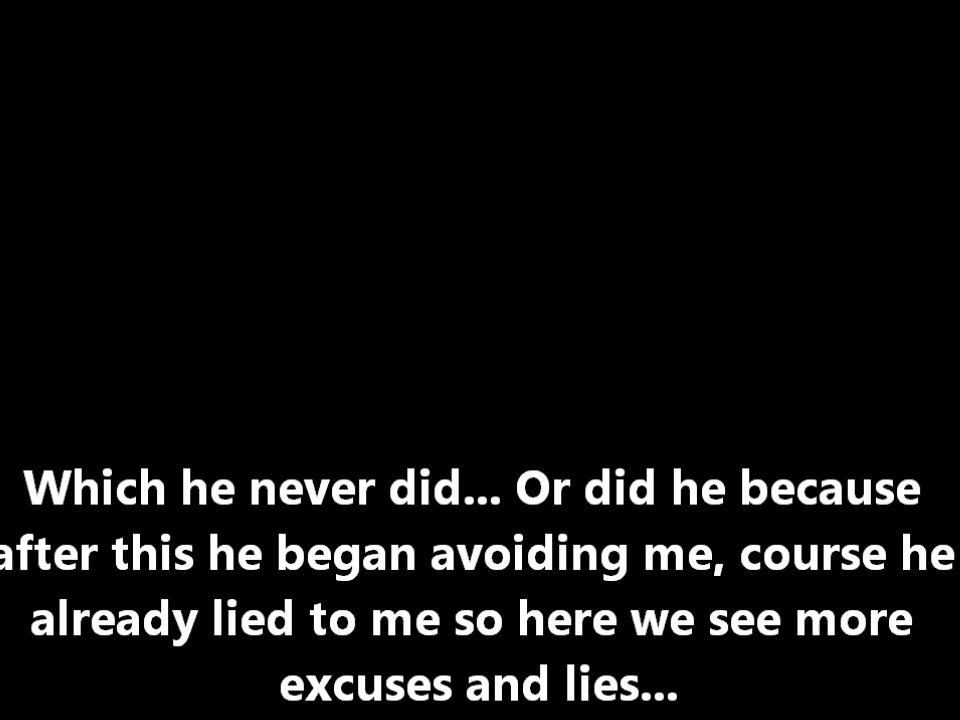 Which he never did... Or did he because
after this he began avoiding me, course he
already lied to me so here we see more
excuses and lies...